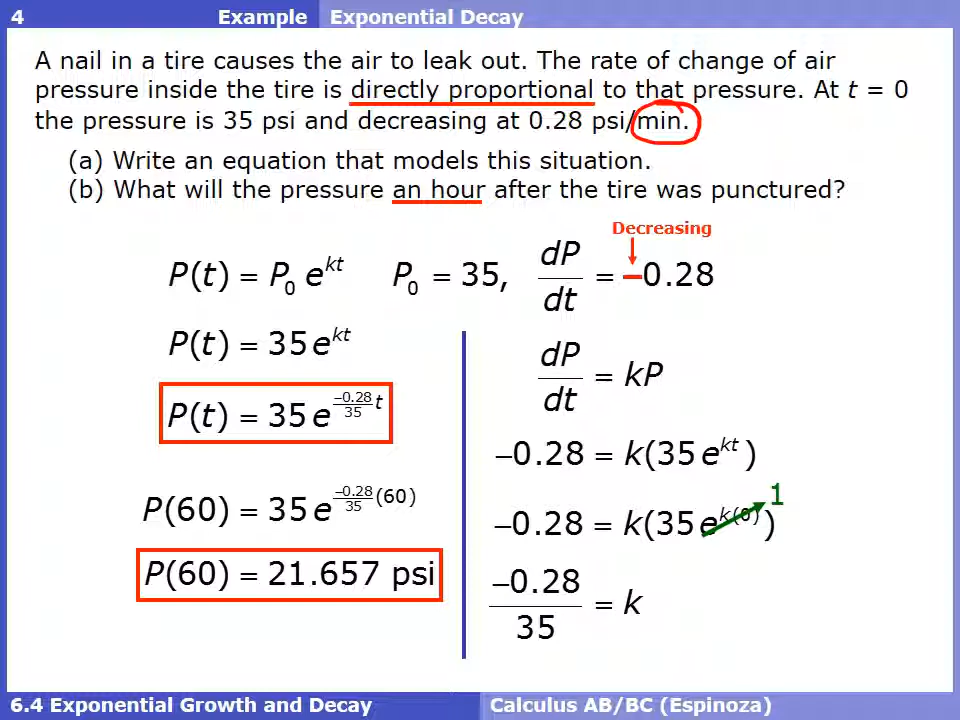 4 Example Exponential Decay
A nail in a tire causes the air to leak out. The rate of change of air
pressure inside the tire is directly proportional to that pressure. At t = 0
the pressure is 35 psi and decreasing at 0.28 psi/min.
(a) Write an equation that models this situation.
(b) What will the pressure an hour after the tire was punctured?
Decreasing
P(t) = P₀ e^{kt} P₀ = 35, dP/dt = −0.28
P(t) = 35 e^{kt}
P(t) = 35 e^{(−0.28/35) t}
P(60) = 35 e^{(−0.28/35) (60)}
P(60) = 21.657 psi
dP/dt = kP
−0.28 = k(35 e^{kt})
1
−0.28 = k(35 e^{k(0)})
−0.28/35 = k
6.4 Exponential Growth and Decay Calculus AB/BC (Espinoza)